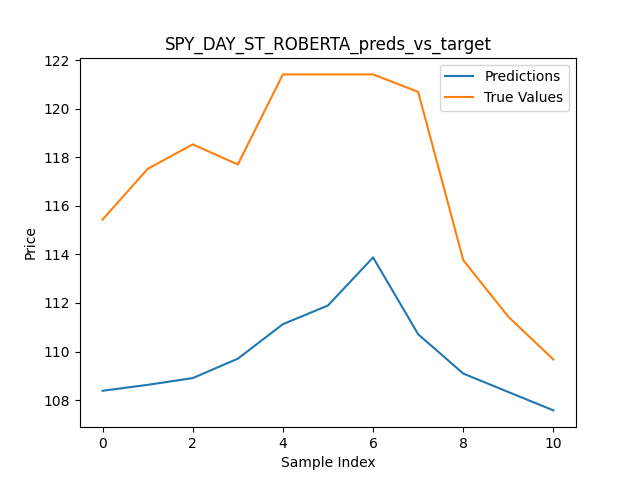 SPY_DAY_ST_ROBERTA_preds_vs_target
Predictions
True Values
122
120
118
116
114
112
110
108
Price
0 2 4 6 8 10
Sample Index